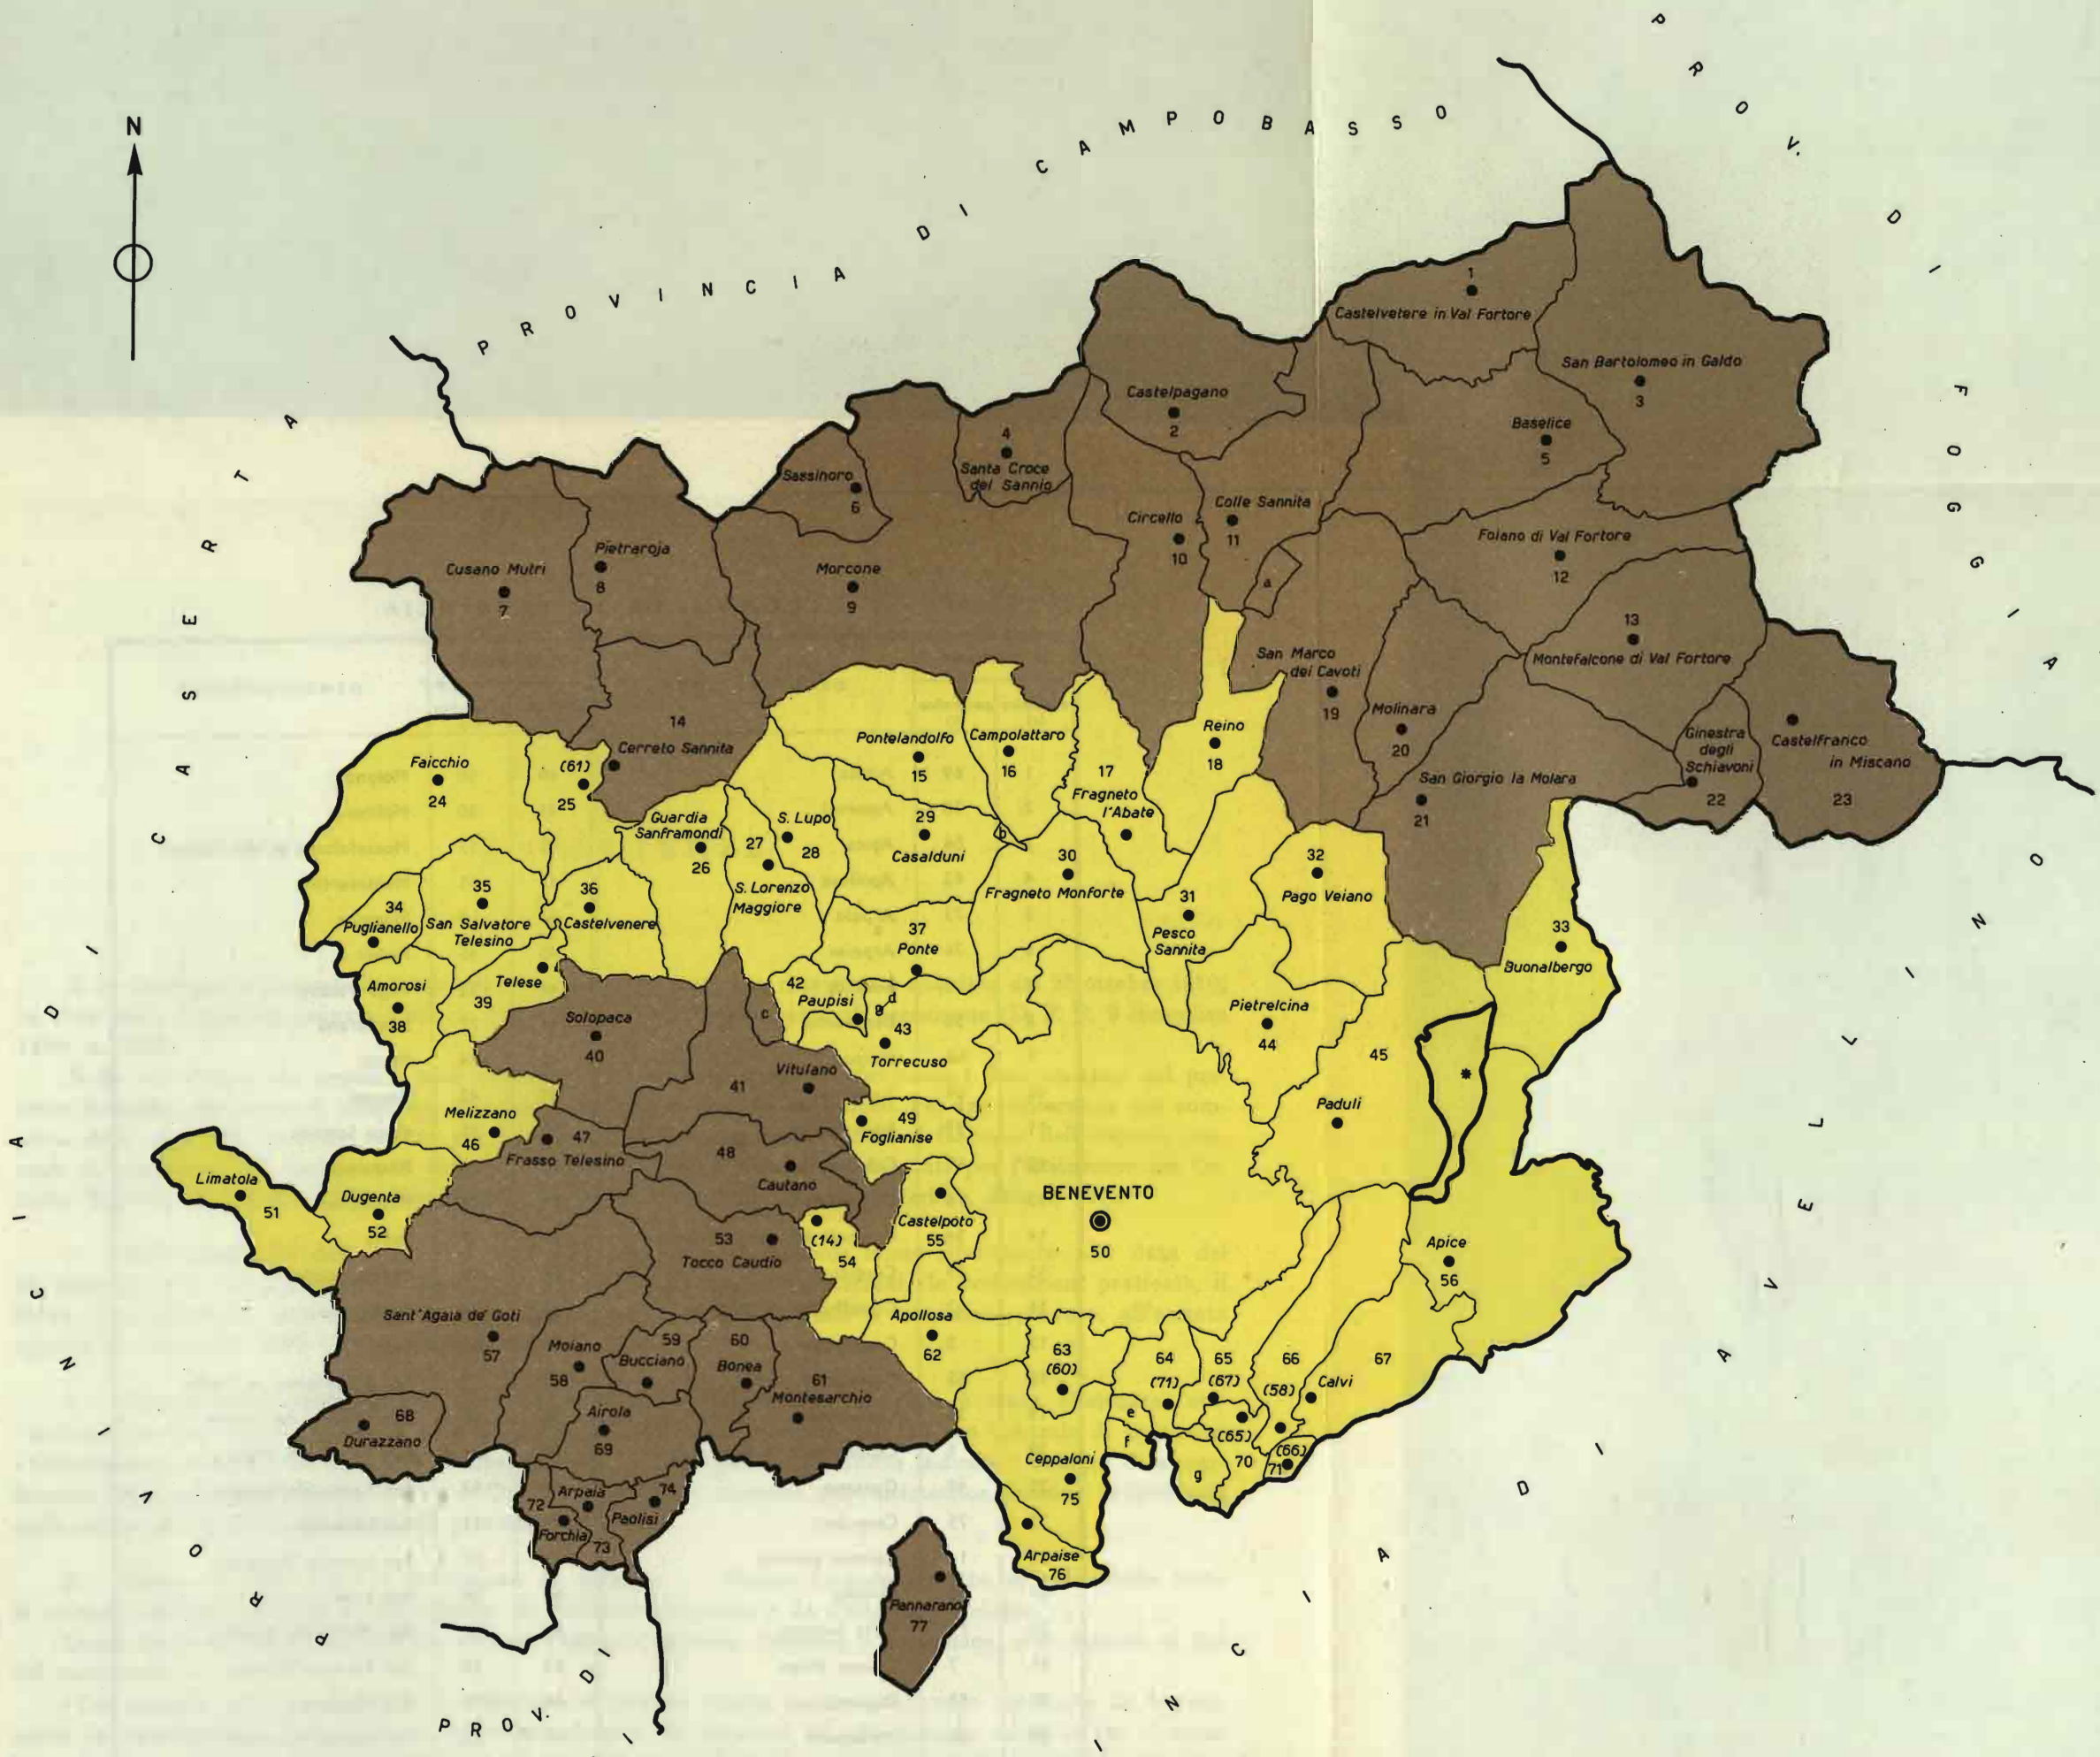 N
PROVINCIA DI CAMPOBASSO
PROV. DI FOGGIA
PROVINCIA DI CASERTA
PROVINCIA DI AVELLINO
PROV. DI
1
Castelvetere in Val Fortore
San Bartolomeo in Galdo
3
Castelpagano
2
Baselice
5
4
Santa Croce
del Sannio
Sassinoro
6
Colle Sannita
11
Circello
10
Foiano di Val Fortore
12
Pietraroja
8
Cusano Mutri
7
Morcone
9
a
13
Montefalcone di Val Fortore
San Marco
dei Cavoti
19
14
Cerreto Sannita
Molinara
20
Reino
18
Pontelandolfo
15
Campolattaro
16
17
Fragneto
l'Abate
Ginestra
degli
Schiavoni
22
Castelfranco
in Miscano
23
San Giorgio la Molara
21
Faicchio
24
(61)
25
Guardia
Sanframondi
26
27
S. Lorenzo
Maggiore
S. Lupo
28
29
Casalduni
b
30
Fragneto Monforte
32
Pago Veiano
31
Pesco
Sannita
33
Buonalbergo
34
Puglianello
35
San Salvatore
Telesino
36
Castelvenere
37
Ponte
Amorosi
38
Telese
39
42
Paupisi
d
g
43
Torrecuso
c
Solopaca
40
Pietrelcina
44
45
Paduli
*
41
Vitulano
Melizzano
46
47
Frasso Telesino
49
Foglianise
48
Cautano
Limatola
51
Dugenta
52
BENEVENTO
50
Castelpoto
55
53
Tocco Caudio
(14)
54
Apice
56
Sant'Agata de' Goti
57
Apollosa
62
Moiano
58
59
Bucciano
60
Bonea
61
Montesarchio
63
(60)
64
(71)
65
(67)
66
(58)
67
Calvi
68
Durazzano
Airola
69
e
f
g
(65)
70
(66)
71
Ceppaloni
75
72
Arpaia
Forchia
73
74
Paolisi
Arpaise
76
Pannarano
77